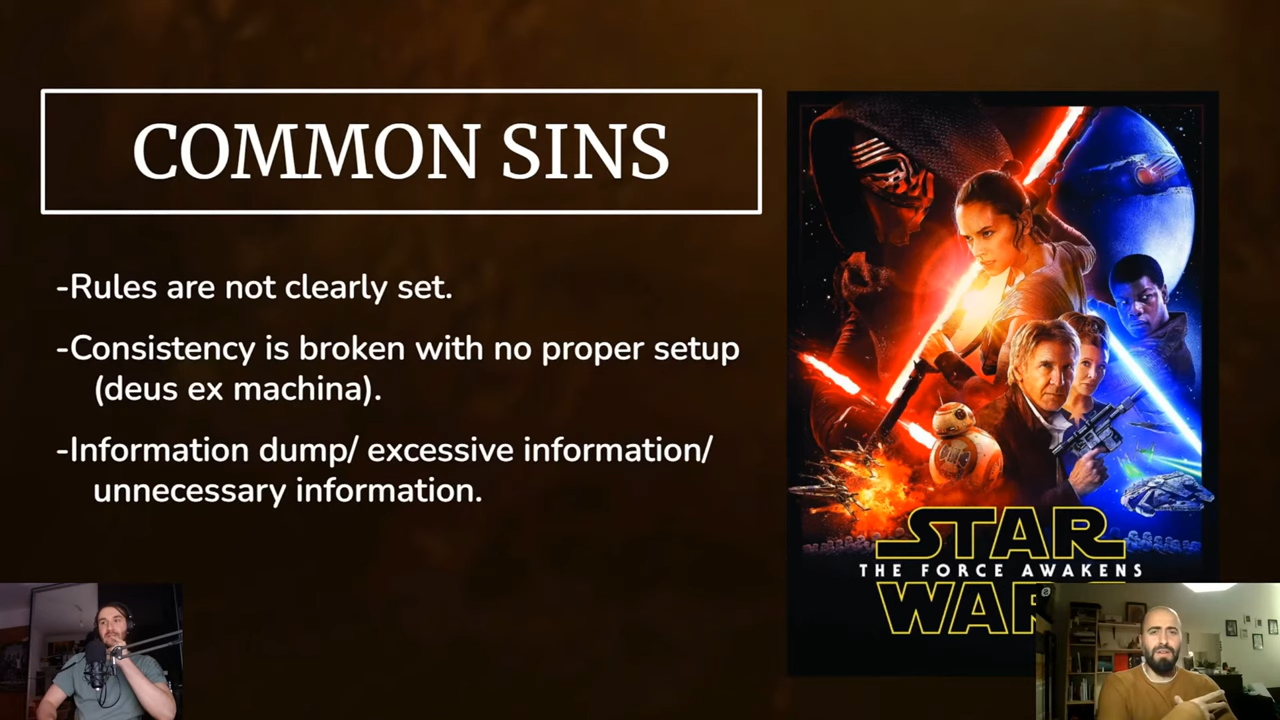 COMMON SINS
-Rules are not clearly set.
-Consistency is broken with no proper setup
(deus ex machina).
-Information dump/ excessive information/
unnecessary information.
STAR
THE FORCE AWAKENS
WAR